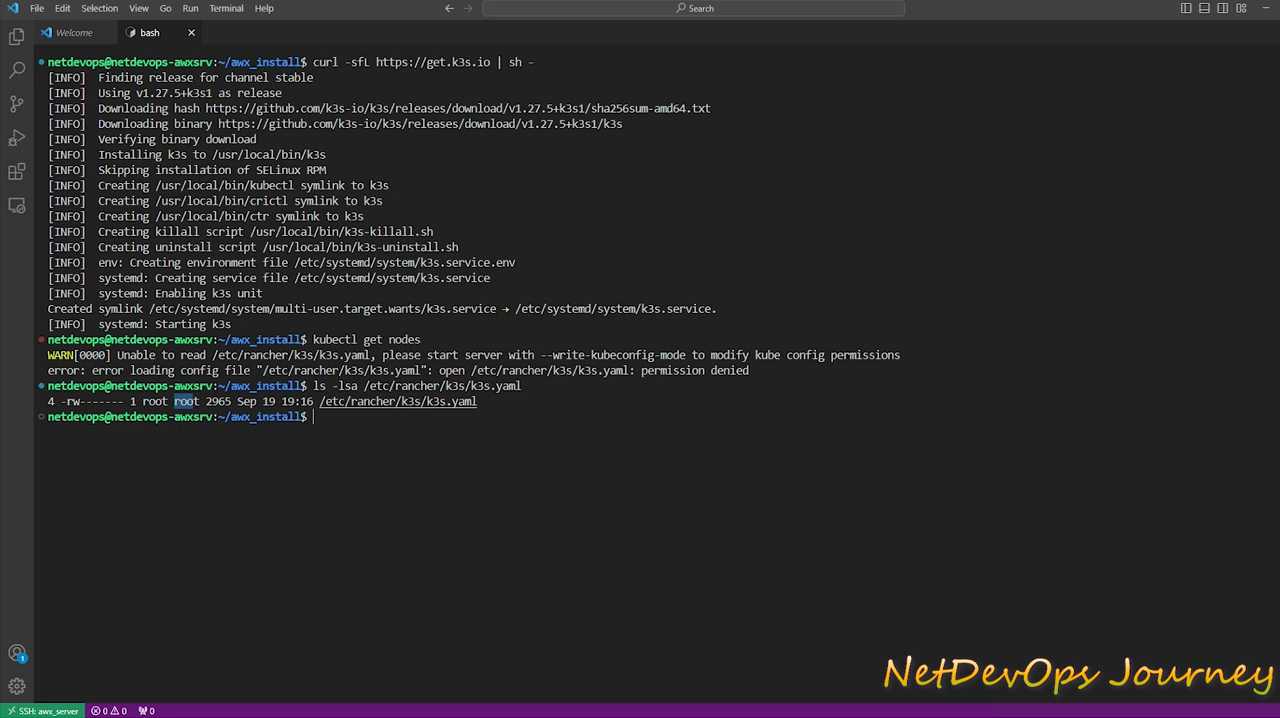 File Edit Selection View Go Run Terminal Help
Search
Welcome
bash
netdevops@netdevops-awxsrv:~/awx_install$ curl -sfL https://get.k3s.io | sh -
[INFO]  Finding release for channel stable
[INFO]  Using v1.27.5+k3s1 as release
[INFO]  Downloading hash https://github.com/k3s-io/k3s/releases/download/v1.27.5+k3s1/sha256sum-amd64.txt
[INFO]  Downloading binary https://github.com/k3s-io/k3s/releases/download/v1.27.5+k3s1/k3s
[INFO]  Verifying binary download
[INFO]  Installing k3s to /usr/local/bin/k3s
[INFO]  Skipping installation of SELinux RPM
[INFO]  Creating /usr/local/bin/kubectl symlink to k3s
[INFO]  Creating /usr/local/bin/crictl symlink to k3s
[INFO]  Creating /usr/local/bin/ctr symlink to k3s
[INFO]  Creating killall script /usr/local/bin/k3s-killall.sh
[INFO]  Creating uninstall script /usr/local/bin/k3s-uninstall.sh
[INFO]  env: Creating environment file /etc/systemd/system/k3s.service.env
[INFO]  systemd: Creating service file /etc/systemd/system/k3s.service
[INFO]  systemd: Enabling k3s unit
Created symlink /etc/systemd/system/multi-user.target.wants/k3s.service → /etc/systemd/system/k3s.service.
[INFO]  systemd: Starting k3s
netdevops@netdevops-awxsrv:~/awx_install$ kubectl get nodes
WARN[0000] Unable to read /etc/rancher/k3s/k3s.yaml, please start server with --write-kubeconfig-mode to modify kube config permissions
error: error loading config file "/etc/rancher/k3s/k3s.yaml": open /etc/rancher/k3s/k3s.yaml: permission denied
netdevops@netdevops-awxsrv:~/awx_install$ ls -lsa /etc/rancher/k3s/k3s.yaml
4 -rw------- 1 root root 2965 Sep 19 19:16 /etc/rancher/k3s/k3s.yaml
netdevops@netdevops-awxsrv:~/awx_install$
NetDevOps Journey
1
SSH: awx_server 0 0 0